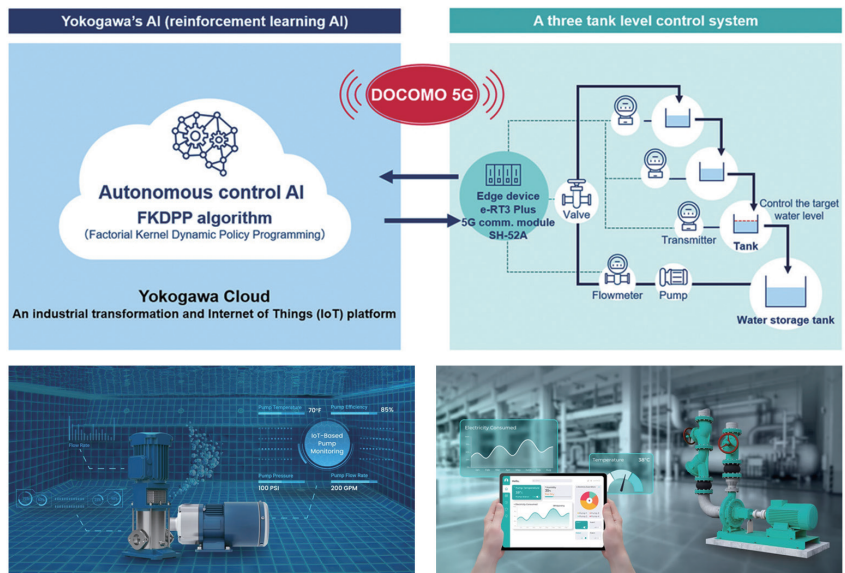 Yokogawa's AI (reinforcement learning AI)
A three tank level control system
DOCOMO 5G
Autonomous control AI
FKDPP algorithm
(Factorial Kernel Dynamic Policy Programming)
Yokogawa Cloud
An industrial transformation and Internet of Things (IoT) platform
Edge device
e-RT3 Plus
5G comm. module
SH-52A
Valve
Control the target
water level
Transmitter
Tank
Flowmeter
Pump
Water storage tank
Flow Rate
Pump Temperature
70°F
Pump Efficiency
85%
IoT-Based
Pump
Monitoring
Pump Pressure
100 PSI
Pump Flow Rate
200 GPM
Electricity Consumed
Temperature
38°C